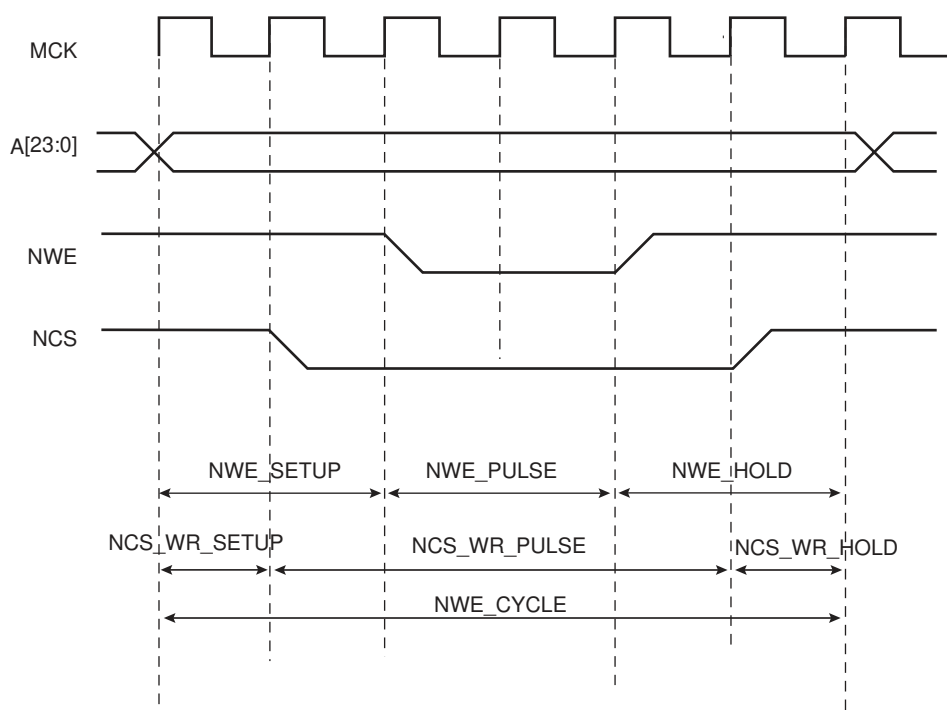 MCK
A[23:0]
NWE
NCS
NWE_SETUP NWE_PULSE NWE_HOLD
NCS_WR_SETUP NCS_WR_PULSE NCS_WR_HOLD
NWE_CYCLE